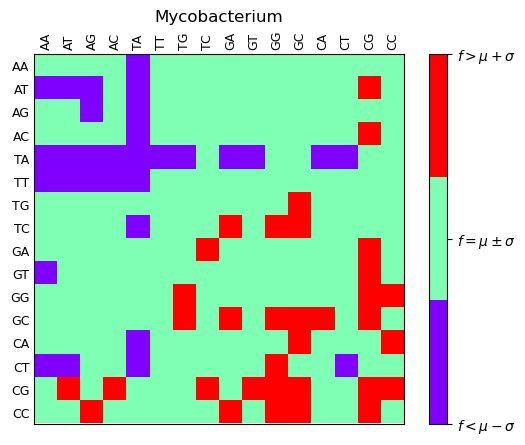 Mycobacterium
AA AT AG AC TA TT TG TC GA GT GG GC CA CT CG CC
AA
AT
AG
AC
TA
TT
TG
TC
GA
GT
GG
GC
CA
CT
CG
CC
f > μ + σ
f = μ ± σ
f < μ − σ